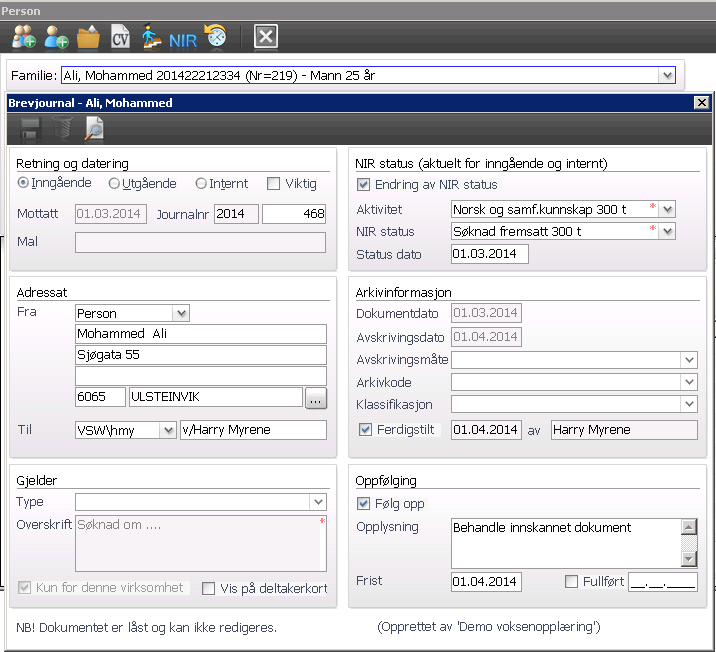 Person
CV NIR
Familie: Ali, Mohammed 201422212334 (Nr=219) - Mann 25 år
Brevjournal - Ali, Mohammed
Retning og datering
Inngående Utgående Internt Viktig
Mottatt 01.03.2014 Journalnr 2014 468
Mal
NIR status (aktuelt for inngående og internt)
Endring av NIR status
Aktivitet Norsk og samf.kunnskap 300 t *
NIR status Søknad fremsatt 300 t *
Status dato 01.03.2014
Adressat
Fra Person
Mohammed  Ali
Sjøgata 55
6065 ULSTEINVIK ...
Til VSW\hmy v/Harry Myrene
Arkivinformasjon
Dokumentdato 01.03.2014
Avskrivingsdato 01.04.2014
Avskrivingsmåte
Arkivkode
Klassifikasjon
Ferdigstilt 01.04.2014 av Harry Myrene
Gjelder
Type
Overskrift Søknad om .... *
Kun for denne virksomhet Vis på deltakerkort
Oppfølging
Følg opp
Opplysning Behandle innskannet dokument
Frist 01.04.2014 Fullført __.__.____
NB! Dokumentet er låst og kan ikke redigeres. (Opprettet av 'Demo voksenopplæring')